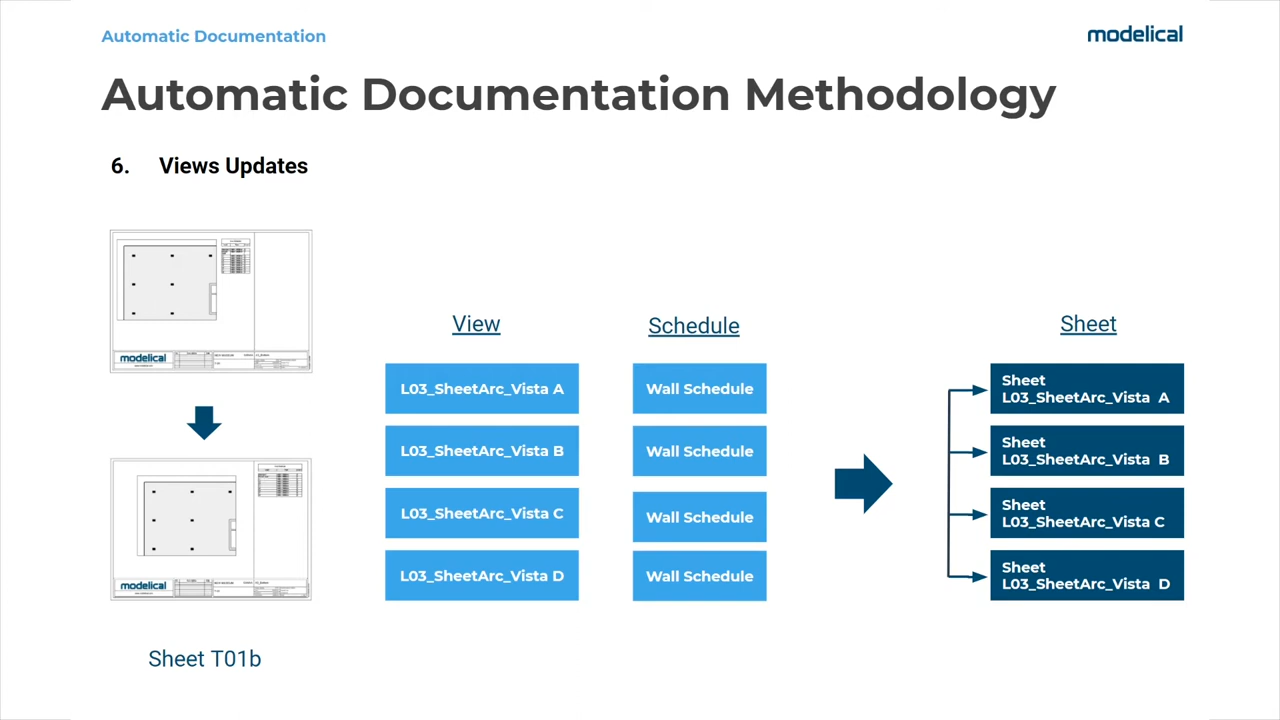 Automatic Documentation
modelical
Automatic Documentation Methodology
6. Views Updates
modelical
modelical
Sheet T01b
View
L03_SheetArc_Vista A
L03_SheetArc_Vista B
L03_SheetArc_Vista C
L03_SheetArc_Vista D
Schedule
Wall Schedule
Wall Schedule
Wall Schedule
Wall Schedule
Sheet
Sheet
L03_SheetArc_Vista A
Sheet
L03_SheetArc_Vista B
Sheet
L03_SheetArc_Vista C
Sheet
L03_SheetArc_Vista D